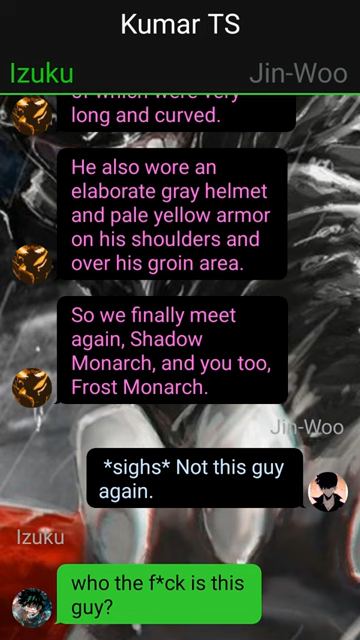 Kumar TS
Izuku Jin-Woo
long and curved.
He also wore an
elaborate gray helmet
and pale yellow armor
on his shoulders and
over his groin area.
So we finally meet
again, Shadow
Monarch, and you too,
Frost Monarch.
Jin-Woo
*sighs* Not this guy
again.
Izuku
who the f*ck is this
guy?